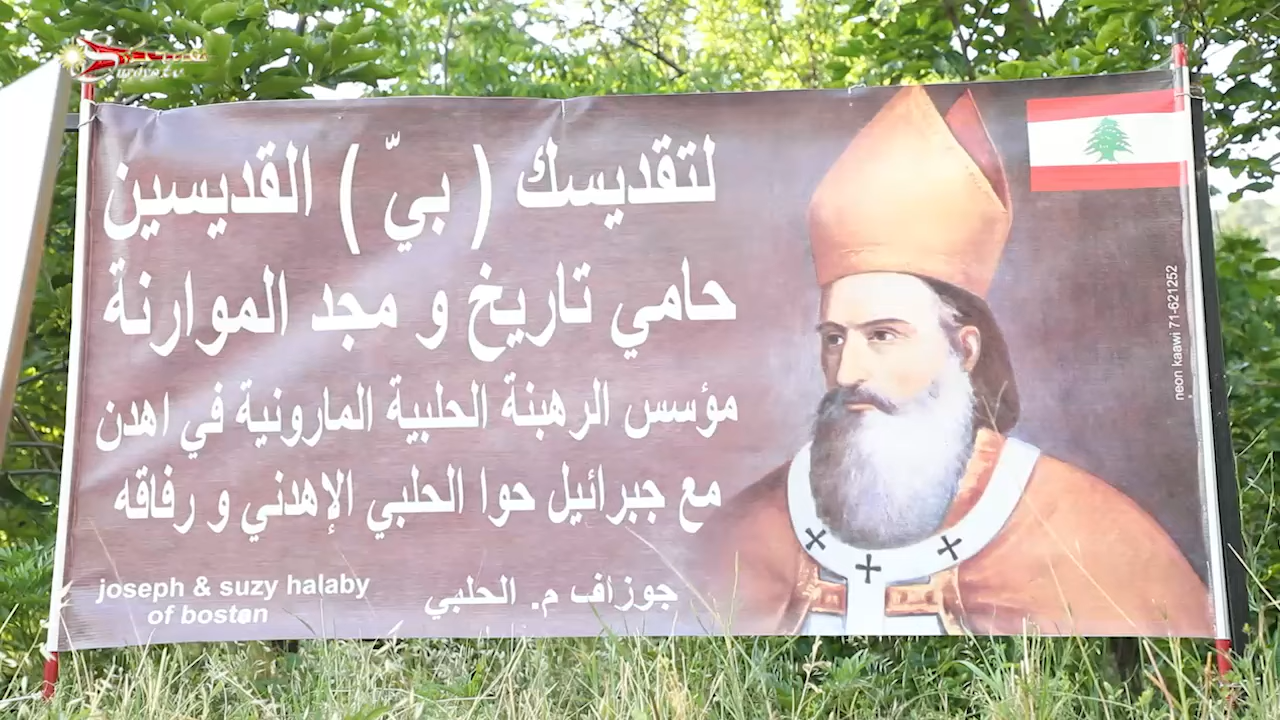 لتقديسك ( بيّ ) القديسين
حامي تاريخ و مجد الموارنة
مؤسس الرهبنة الحلبية المارونية في اهدن
مع جبرائيل حوا الحلبي الإهدني و رفاقه
جوزاف م. الحلبي
joseph & suzy halaby
of boston
neon kaawi 71-621252